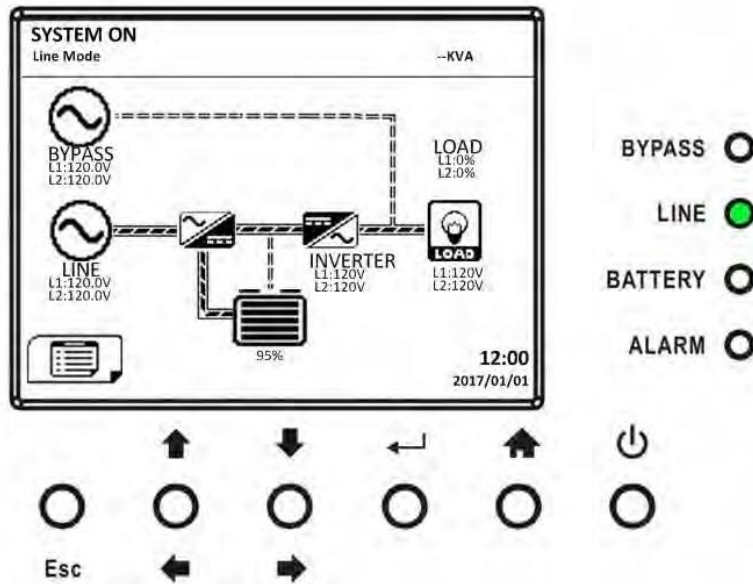 SYSTEM ON
Line Mode
--KVA
BYPASS
L1:120.0V
L2:120.0V
LOAD
L1:0%
L2:0%
LINE
L1:120.0V
L2:120.0V
INVERTER
L1:120V
L2:120V
LOAD
L1:120V
L2:120V
95%
12:00
2017/01/01
BYPASS
LINE
BATTERY
ALARM
Esc